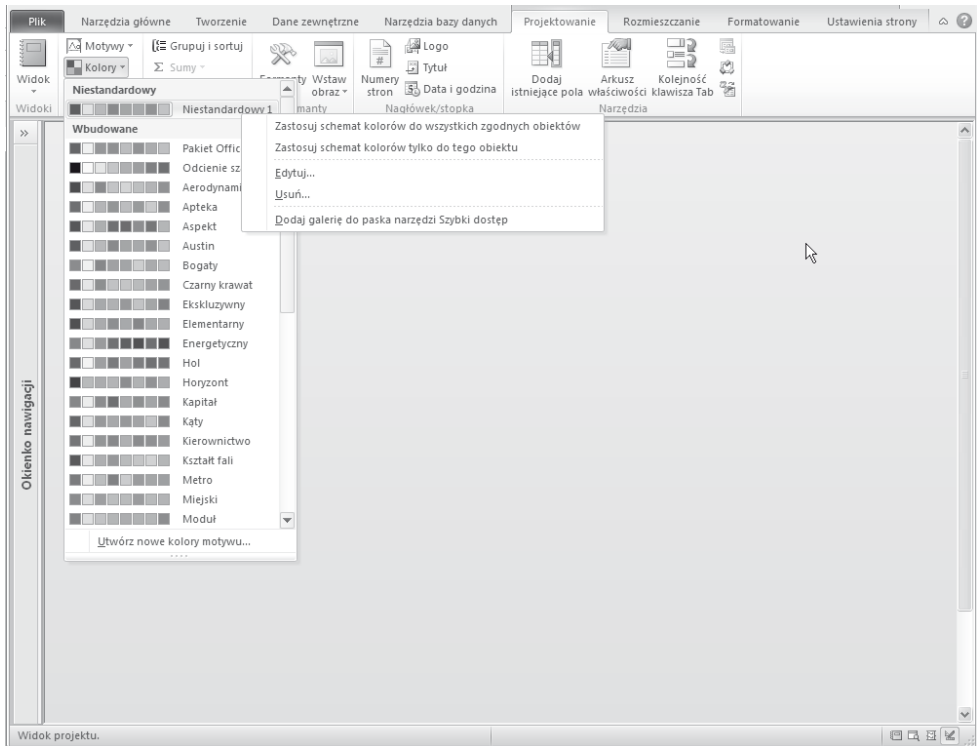 Plik Narzędzia główne Tworzenie Dane zewnętrzne Narzędzia bazy danych Projektowanie Rozmieszczanie Formatowanie Ustawienia strony
Motywy
Kolory
Grupuj i sortuj
Σ Sumy
Widok
Widoki
Wstaw
obraz
Numery
stron
#
Logo
Tytuł
Data i godzina
Nagłówek/stopka
Dodaj
istniejące pola
Arkusz
właściwości
Kolejność
klawisza Tab
Narzędzia
Niestandardowy
Niestandardowy 1
Wbudowane
Pakiet Offic
Odcienie sz
Aerodynami
Apteka
Aspekt
Austin
Bogaty
Czarny krawat
Ekskluzywny
Elementarny
Energetyczny
Hol
Horyzont
Kapitał
Kąty
Kierownictwo
Kształt fali
Metro
Miejski
Moduł
Utwórz nowe kolory motywu...
Zastosuj schemat kolorów do wszystkich zgodnych obiektów
Zastosuj schemat kolorów tylko do tego obiektu
Edytuj...
Usuń...
Dodaj galerię do paska narzędzi Szybki dostęp
Okienko nawigacji
Widok projektu.